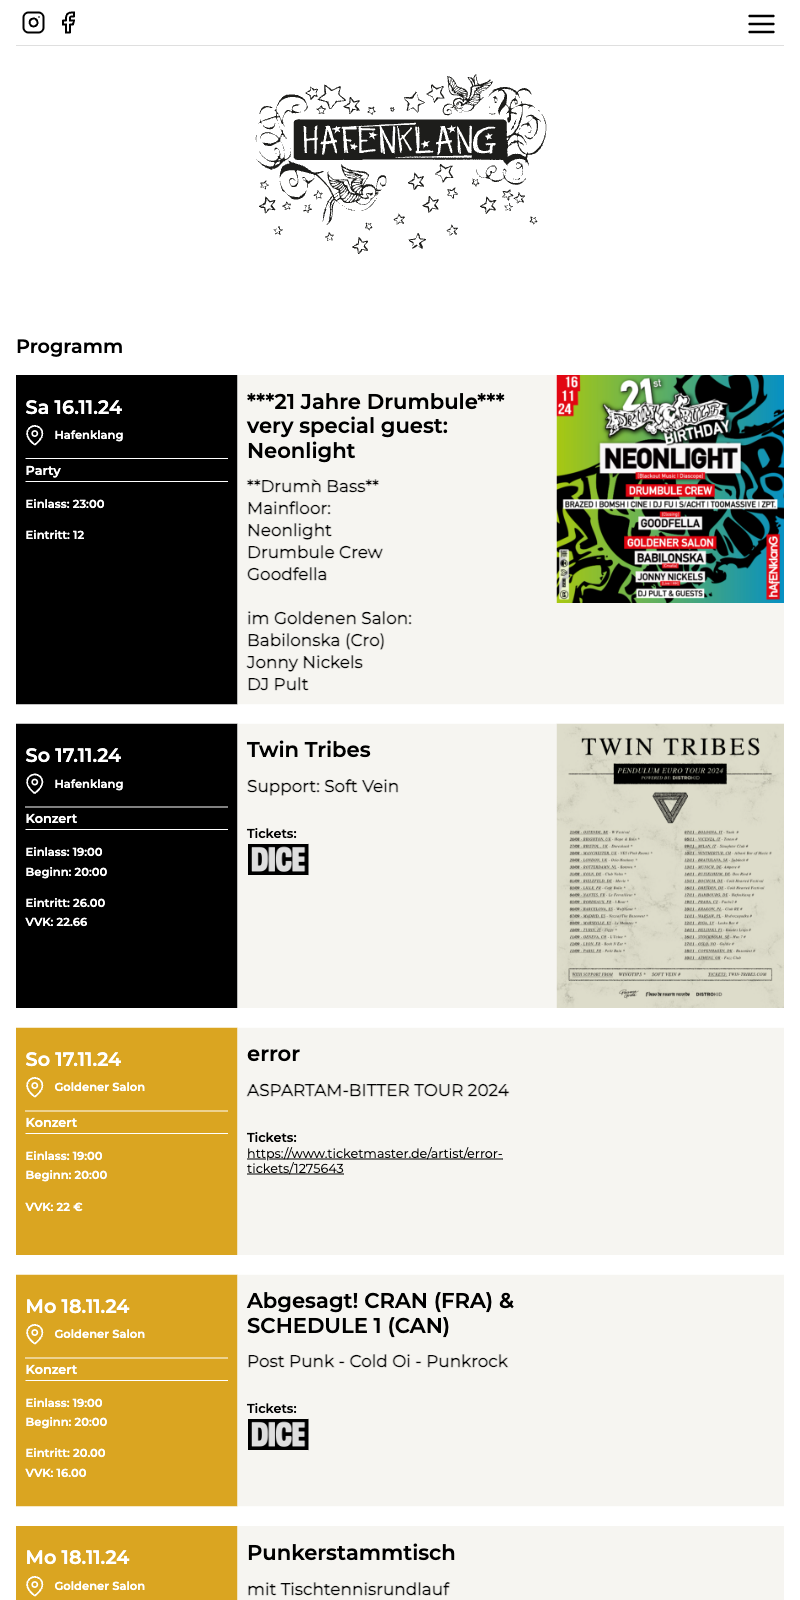 HAFENKLANG
Programm
Sa 16.11.24
Hafenklang
Party
Einlass: 23:00
Eintritt: 12
***21 Jahre Drumbule***
very special guest:
Neonlight
**Drumǹ Bass**
Mainfloor:
Neonlight
Drumbule Crew
Goodfella
im Goldenen Salon:
Babilonska (Cro)
Jonny Nickels
DJ Pult
16
11
24
21st
DRUMBULE
BIRTHDAY
NEONLIGHT
DRUMBULE CREW
BRAZED | BOMSH | CINE | DJ FU | S/ACHT | TOOMASSIVE | ZPT.
GOODFELLA
GOLDENER SALON
BABILONSKA
JONNY NICKELS
DJ PULT & GUESTS
hAfENklanG
So 17.11.24
Hafenklang
Konzert
Einlass: 19:00
Beginn: 20:00
Eintritt: 26.00
VVK: 22.66
Twin Tribes
Support: Soft Vein
Tickets:
DICE
TWIN TRIBES
PENDULUM EURO TOUR 2024
So 17.11.24
Goldener Salon
Konzert
Einlass: 19:00
Beginn: 20:00
VVK: 22 €
error
ASPARTAM-BITTER TOUR 2024
Tickets:
https://www.ticketmaster.de/artist/error-
tickets/1275643
Mo 18.11.24
Goldener Salon
Konzert
Einlass: 19:00
Beginn: 20:00
Eintritt: 20.00
VVK: 16.00
Abgesagt! CRAN (FRA) &
SCHEDULE 1 (CAN)
Post Punk - Cold Oi - Punkrock
Tickets:
DICE
Mo 18.11.24
Goldener Salon
Punkerstammtisch
mit Tischtennisrundlauf